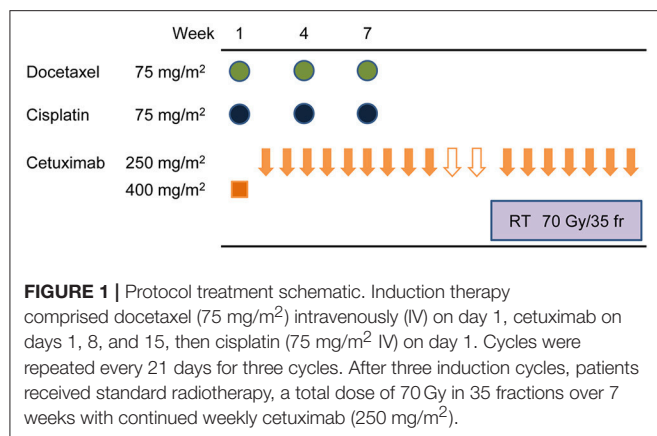 Week 1 4 7
Docetaxel 75 mg/m²
Cisplatin 75 mg/m²
Cetuximab 250 mg/m²
400 mg/m²
RT 70 Gy/35 fr
FIGURE 1 | Protocol treatment schematic. Induction therapy
comprised docetaxel (75 mg/m²) intravenously (IV) on day 1, cetuximab on
days 1, 8, and 15, then cisplatin (75 mg/m² IV) on day 1. Cycles were
repeated every 21 days for three cycles. After three induction cycles, patients
received standard radiotherapy, a total dose of 70 Gy in 35 fractions over 7
weeks with continued weekly cetuximab (250 mg/m²).